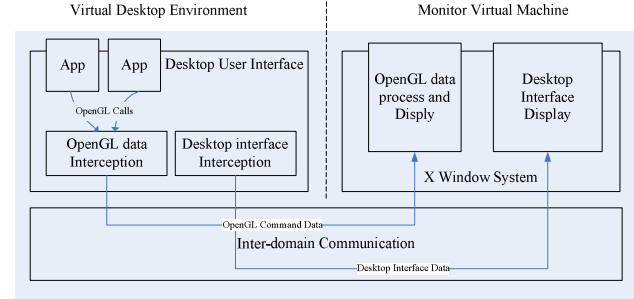 Virtual Desktop Environment
Monitor Virtual Machine
App
App
Desktop User Interface
OpenGL Calls
OpenGL data
Interception
Desktop interface
Interception
OpenGL data
process and
Disply
Desktop
Interface
Display
X Window System
OpenGL Command Data
Inter-domain Communication
Desktop Interface Data